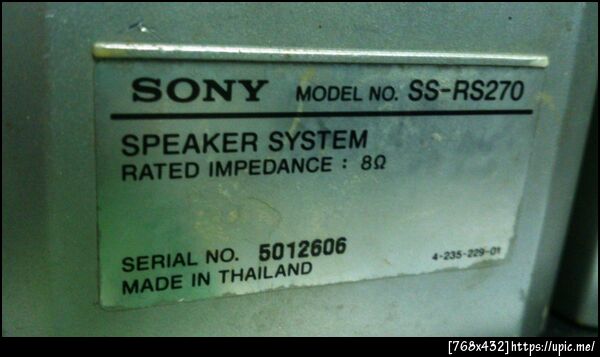 SONY MODEL NO. SS-RS270
SPEAKER SYSTEM
RATED IMPEDANCE : 8Ω
SERIAL NO. 5012606 4-235-229-01
MADE IN THAILAND
[768x432]https://upic.me/